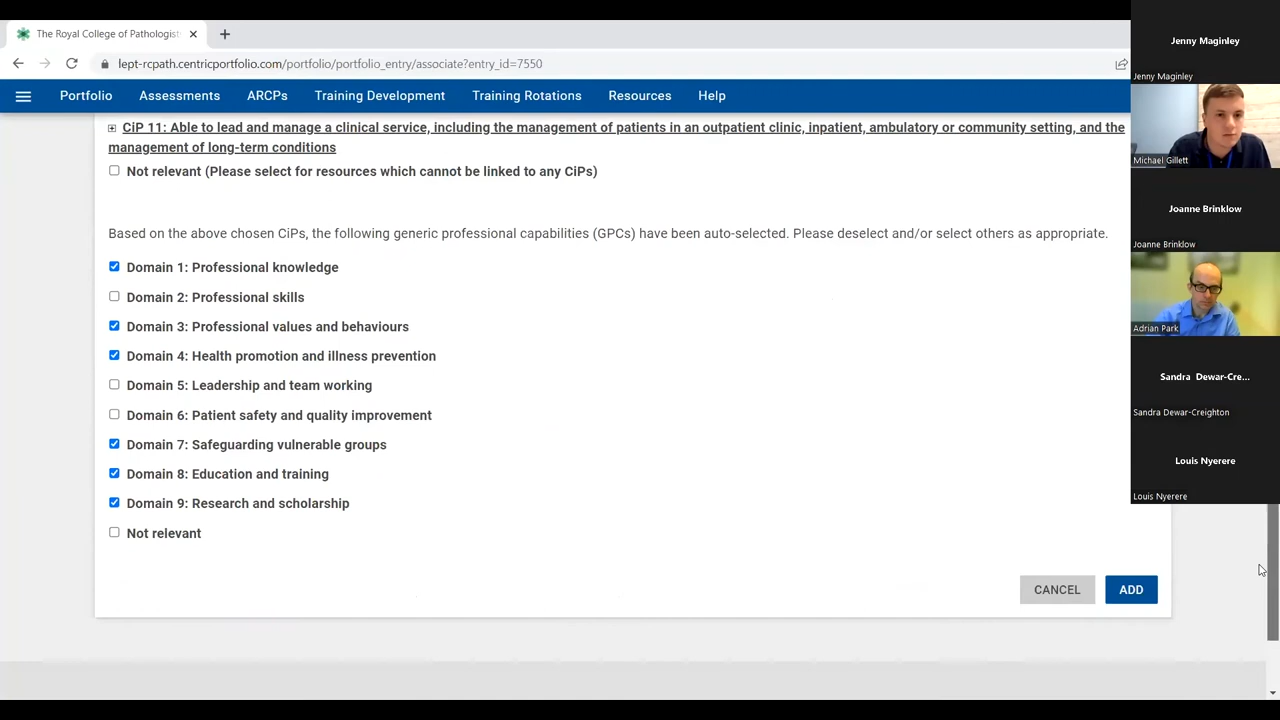 The Royal College of Pathologist
lept-rcpath.centricportfolio.com/portfolio/portfolio_entry/associate?entry_id=7550
Portfolio Assessments ARCPs Training Development Training Rotations Resources Help
CiP 11: Able to lead and manage a clinical service, including the management of patients in an outpatient clinic, inpatient, ambulatory or community setting, and the
management of long-term conditions
Not relevant (Please select for resources which cannot be linked to any CiPs)
Based on the above chosen CiPs, the following generic professional capabilities (GPCs) have been auto-selected. Please deselect and/or select others as appropriate.
Domain 1: Professional knowledge
Domain 2: Professional skills
Domain 3: Professional values and behaviours
Domain 4: Health promotion and illness prevention
Domain 5: Leadership and team working
Domain 6: Patient safety and quality improvement
Domain 7: Safeguarding vulnerable groups
Domain 8: Education and training
Domain 9: Research and scholarship
Not relevant
CANCEL ADD
Jenny Maginley
Jenny Maginley
Michael Gillett
Joanne Brinklow
Joanne Brinklow
Adrian Park
Sandra Dewar-Cre...
Sandra Dewar-Creighton
Louis Nyerere
Louis Nyerere